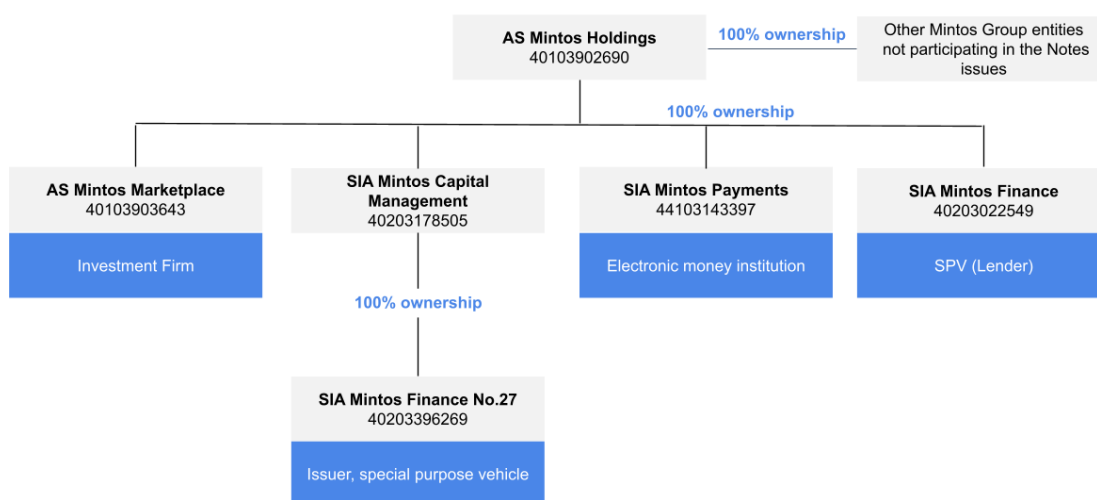 AS Mintos Holdings
40103902690
100% ownership
Other Mintos Group entities
not participating in the Notes
issues
100% ownership
AS Mintos Marketplace
40103903643
Investment Firm
SIA Mintos Capital
Management
40203178505
SIA Mintos Payments
44103143397
Electronic money institution
SIA Mintos Finance
40203022549
SPV (Lender)
100% ownership
SIA Mintos Finance No.27
40203396269
Issuer, special purpose vehicle